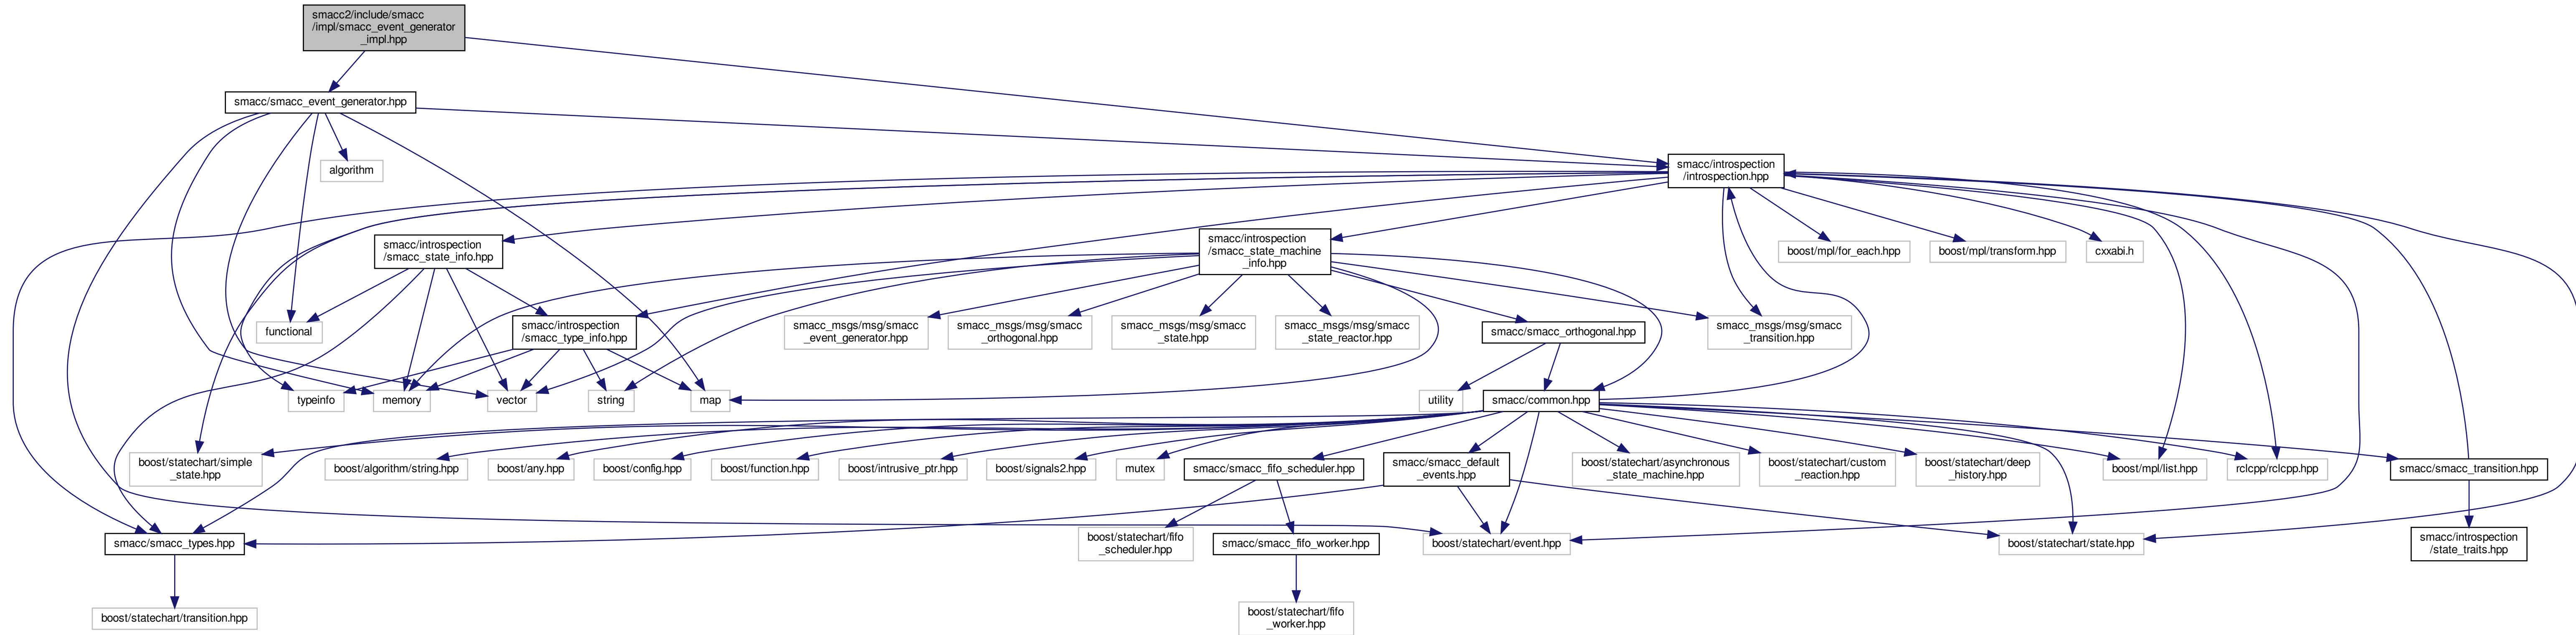 smacc2/include/smacc
/impl/smacc_event_generator
_impl.hpp
smacc/smacc_event_generator.hpp
algorithm
smacc/introspection
/introspection.hpp
smacc/introspection
/smacc_state_info.hpp
smacc/introspection
/smacc_state_machine
_info.hpp
boost/mpl/for_each.hpp
boost/mpl/transform.hpp
cxxabi.h
functional
smacc/introspection
/smacc_type_info.hpp
smacc_msgs/msg/smacc
_event_generator.hpp
smacc_msgs/msg/smacc
_orthogonal.hpp
smacc_msgs/msg/smacc
_state.hpp
smacc_msgs/msg/smacc
_state_reactor.hpp
smacc/smacc_orthogonal.hpp
smacc_msgs/msg/smacc
_transition.hpp
typeinfo
memory
vector
string
map
utility
smacc/common.hpp
boost/statechart/simple
_state.hpp
boost/algorithm/string.hpp
boost/any.hpp
boost/config.hpp
boost/function.hpp
boost/intrusive_ptr.hpp
boost/signals2.hpp
mutex
smacc/smacc_fifo_scheduler.hpp
smacc/smacc_default
_events.hpp
boost/statechart/asynchronous
_state_machine.hpp
boost/statechart/custom
_reaction.hpp
boost/statechart/deep
_history.hpp
boost/mpl/list.hpp
rclcpp/rclcpp.hpp
smacc/smacc_transition.hpp
smacc/smacc_types.hpp
boost/statechart/fifo
_scheduler.hpp
smacc/smacc_fifo_worker.hpp
boost/statechart/event.hpp
boost/statechart/state.hpp
smacc/introspection
/state_traits.hpp
boost/statechart/transition.hpp
boost/statechart/fifo
_worker.hpp